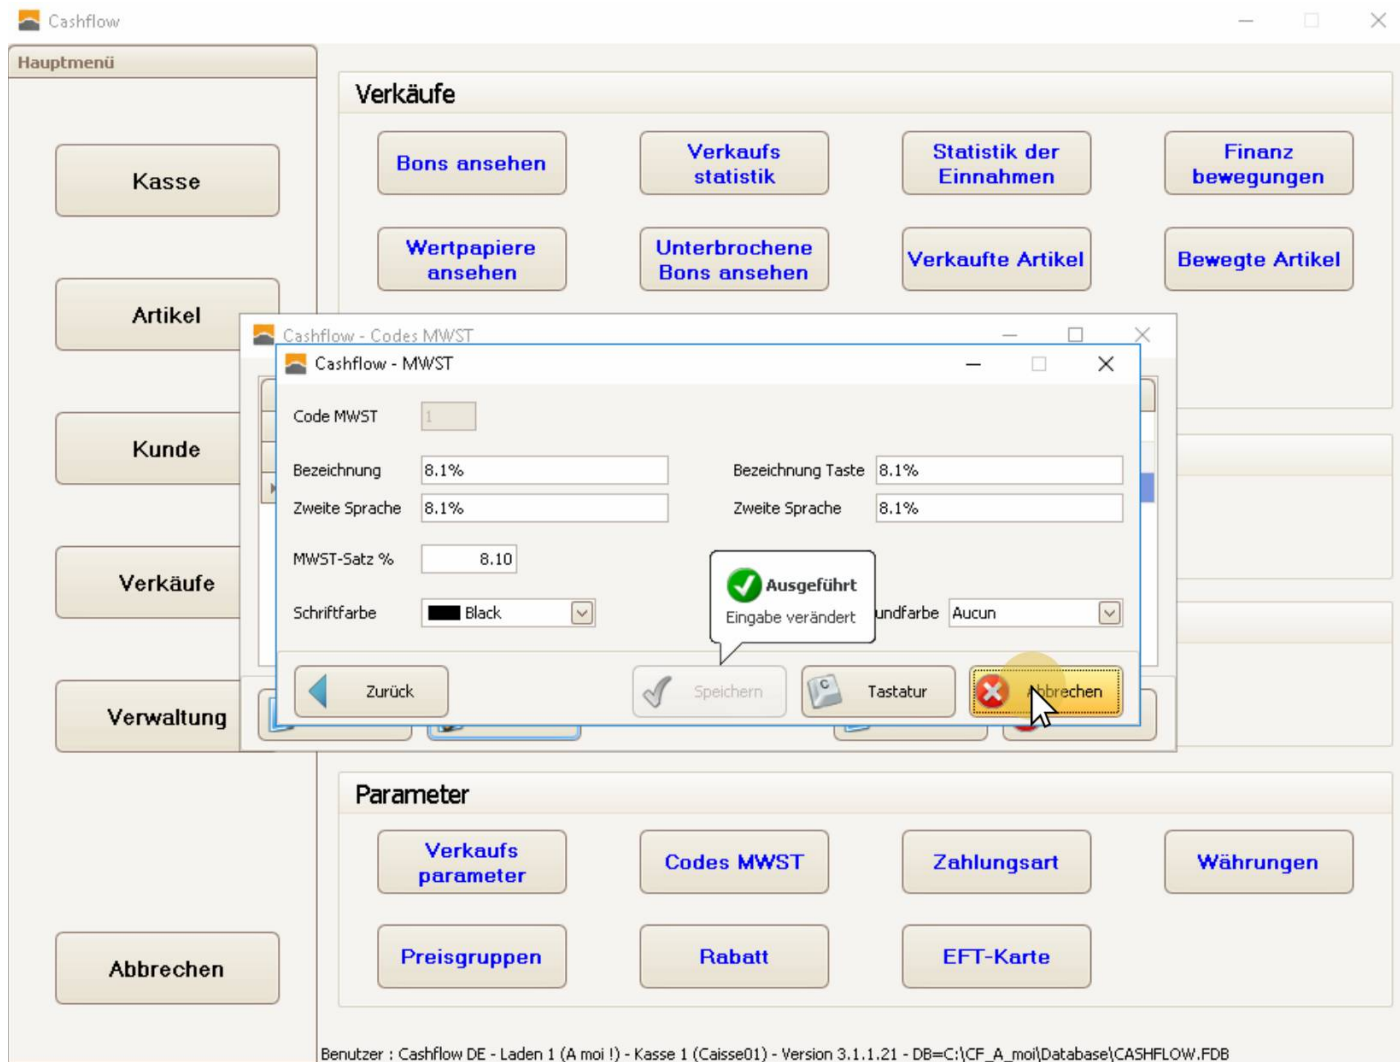 Cashflow
Hauptmenü
Kasse
Artikel
Kunde
Verkäufe
Verwaltung
Abbrechen
Verkäufe
Bons ansehen
Verkaufs
statistik
Statistik der
Einnahmen
Finanz
bewegungen
Wertpapiere
ansehen
Unterbrochene
Bons ansehen
Verkaufte Artikel
Bewegte Artikel
Cashflow - Codes MWST
Cashflow - MWST
Code MWST 1
Bezeichnung 8.1%
Bezeichnung Taste 8.1%
Zweite Sprache 8.1%
Zweite Sprache 8.1%
MWST-Satz % 8.10
Ausgeführt
Eingabe verändert
Schriftfarbe Black
undfarbe Aucun
Zurück
Speichern
C
Tastatur
Abbrechen
Parameter
Verkaufs
parameter
Codes MWST
Zahlungsart
Währungen
Preisgruppen
Rabatt
EFT-Karte
Benutzer : Cashflow DE - Laden 1 (A moi !) - Kasse 1 (Caisse01) - Version 3.1.1.21 - DB=C:\CF_A_moi\Database\CASHFLOW.FDB